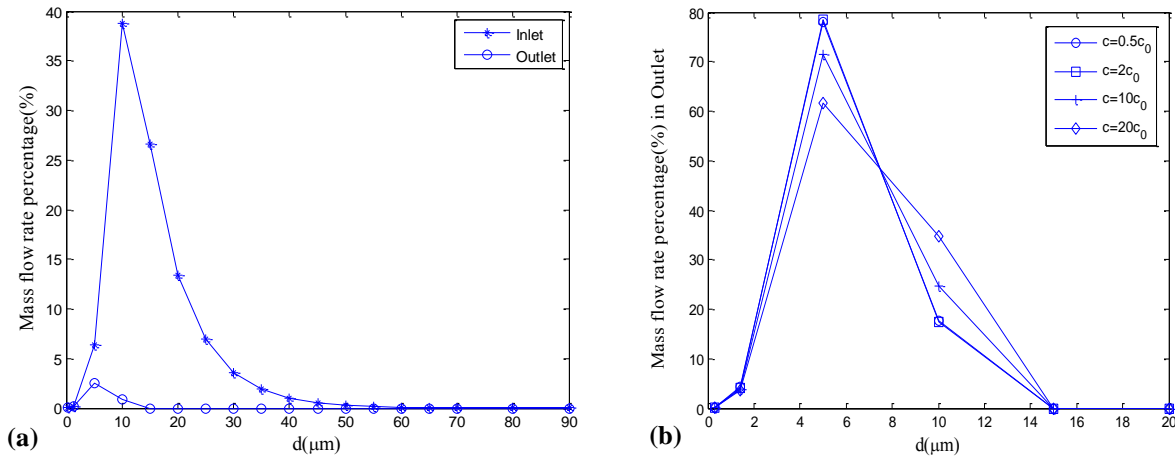 40
35
30
25
20
15
10
5
0
Mass flow rate percentage(%)
Inlet
Outlet
0 10 20 30 40 50 60 70 80 90
d(μm)
(a)
80
70
60
50
40
30
20
10
0
Mass flow rate percentage(%) in Outlet
c=0.5c0
c=2c0
c=10c0
c=20c0
0 2 4 6 8 10 12 14 16 18 20
d(μm)
(b)